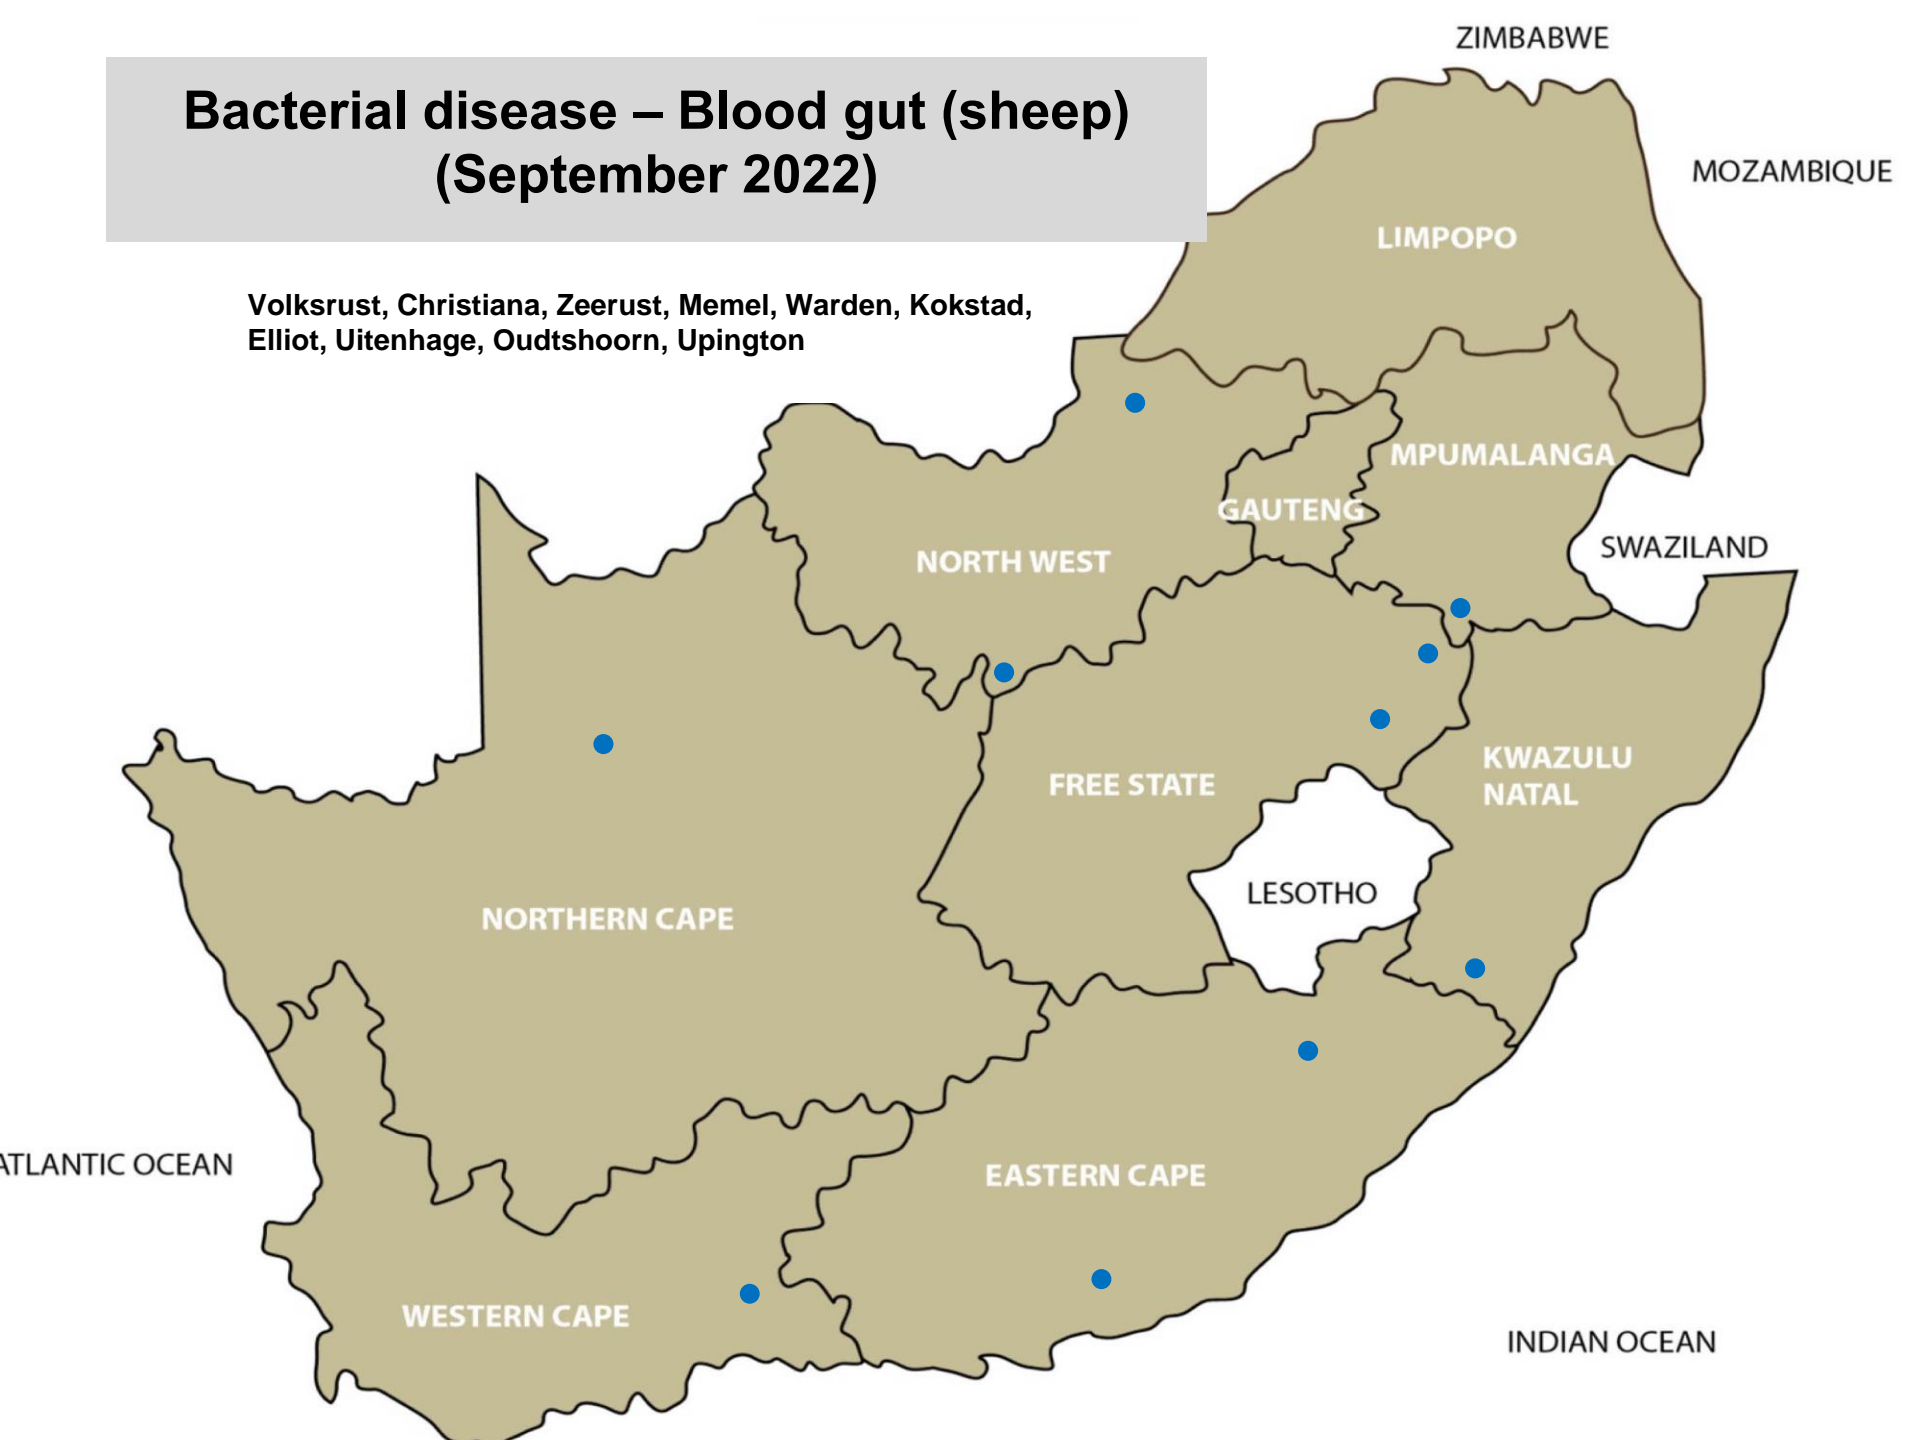 Bacterial disease – Blood gut (sheep)
(September 2022)
Volksrust, Christiana, Zeerust, Memel, Warden, Kokstad,
Elliot, Uitenhage, Oudtshoorn, Upington
ZIMBABWE
MOZAMBIQUE
LIMPOPO
MPUMALANGA
GAUTENG
SWAZILAND
NORTH WEST
KWAZULU
NATAL
FREE STATE
LESOTHO
NORTHERN CAPE
ATLANTIC OCEAN
EASTERN CAPE
WESTERN CAPE
INDIAN OCEAN